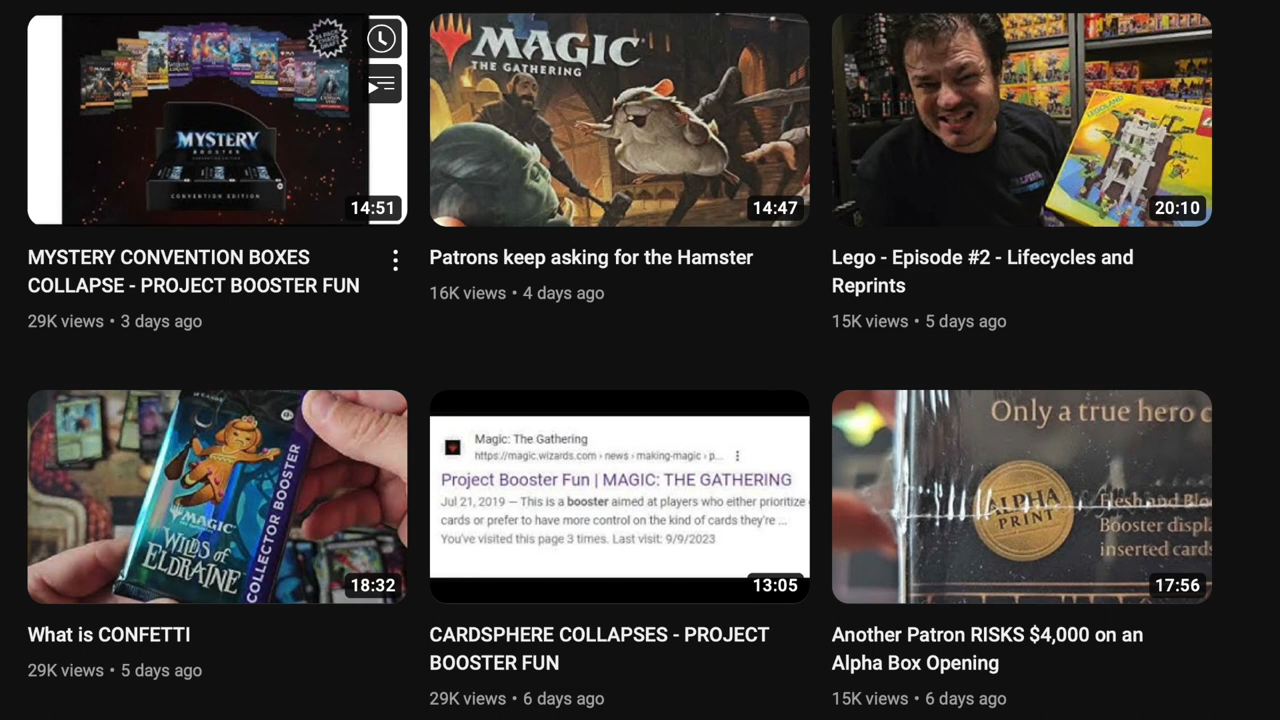 MYSTERY
BOOSTER
CONVENTION EDITION
14:51
MYSTERY CONVENTION BOXES
COLLAPSE - PROJECT BOOSTER FUN
29K views • 3 days ago
MAGIC
THE GATHERING
14:47
Patrons keep asking for the Hamster
16K views • 4 days ago
LEGOLAND
20:10
Lego - Episode #2 - Lifecycles and
Reprints
15K views • 5 days ago
MAGIC
WILDS of
ELDRAINE
COLLECTOR BOOSTER
18:32
What is CONFETTI
29K views • 5 days ago
Magic: The Gathering
https://magic.wizards.com › news › making-magic › p...
Project Booster Fun | MAGIC: THE GATHERING
Jul 21, 2019 — This is a booster aimed at players who either prioritize
cards or prefer to have more control on the kind of cards they're ...
You've visited this page 3 times. Last visit: 9/9/2023
13:05
CARDSPHERE COLLAPSES - PROJECT
BOOSTER FUN
29K views • 6 days ago
Only a true hero c
ALPHA
PRINT
Flesh and Blo
Booster displa
inserted cards
17:56
Another Patron RISKS $4,000 on an
Alpha Box Opening
15K views • 6 days ago